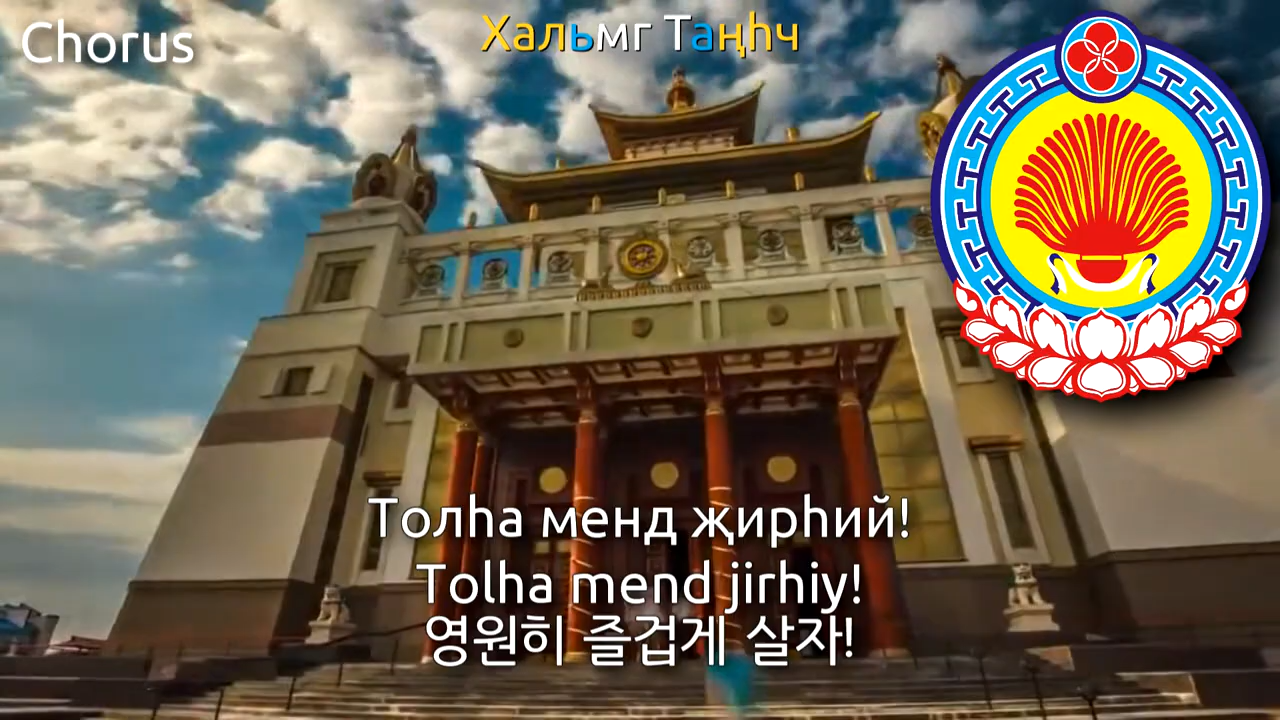 Chorus
Хальмг Таңһч
Толһа менд җирһий!
Tolha mend jirhiy!
영원히 즐겁게 살자!